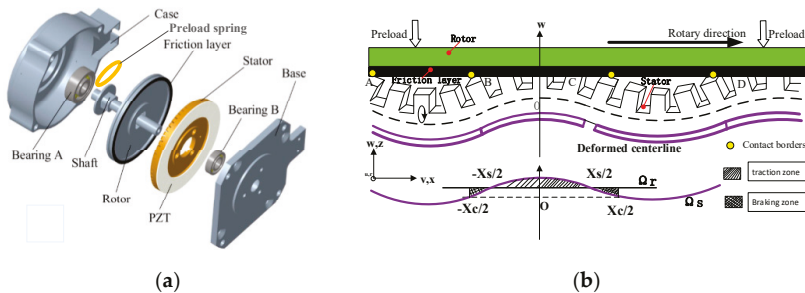 Case
Preload spring
Friction layer
Stator
Base
Bearing B
Bearing A
Shaft
Rotor
PZT
(a)
w
Preload
Preload
Rotor
Rotary direction
A
Friction layer
B
C
Stator
D
0
Deformed centerline
w,z
v,x
-Xs/2
Xs/2
Ωr
-Xc/2
O
Xc/2
Ωs
Contact borders
traction zone
Braking zone
(b)